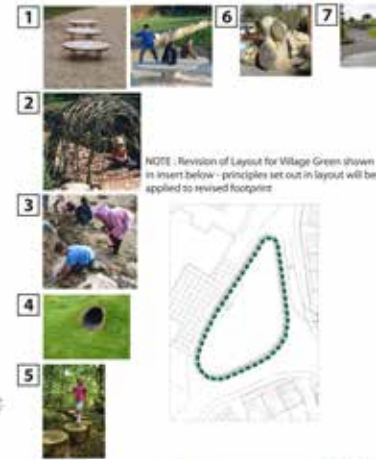 1
6
7
2
NOTE : Revision of Layout for Village Green shown
in insert below - principles set out in layout will be
applied to revised footprint
3
4
5